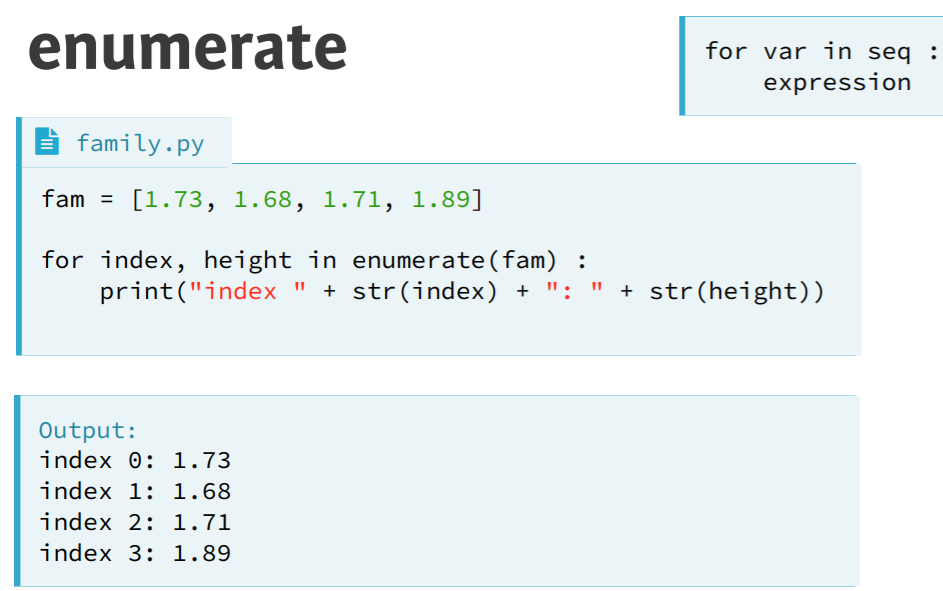 enumerate
for var in seq :
    expression
family.py
fam = [1.73, 1.68, 1.71, 1.89]
for index, height in enumerate(fam) :
    print("index " + str(index) + ": " + str(height))
Output:
index 0: 1.73
index 1: 1.68
index 2: 1.71
index 3: 1.89